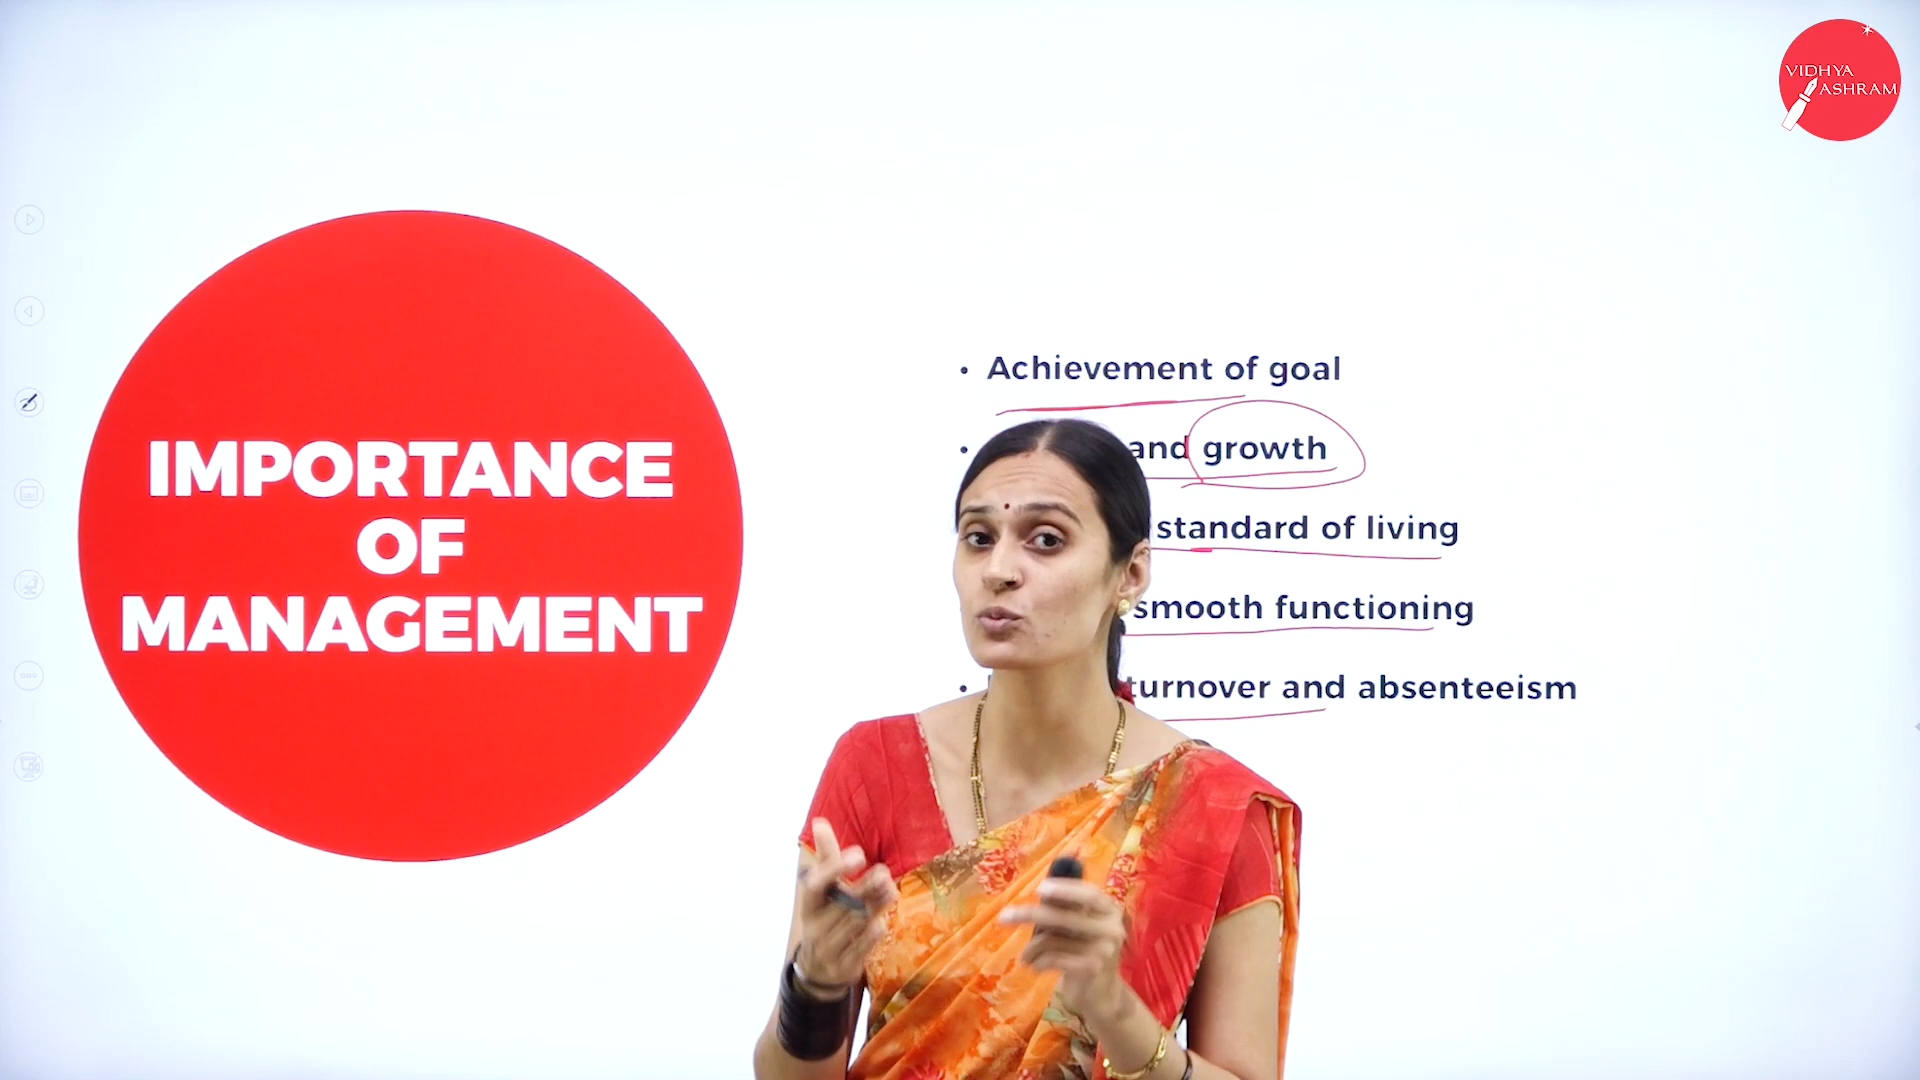 VIDHYA
ASHRAM
IMPORTANCE
OF
MANAGEMENT
• Achievement of goal
• and growth
standard of living
smooth functioning
• turnover and absenteeism